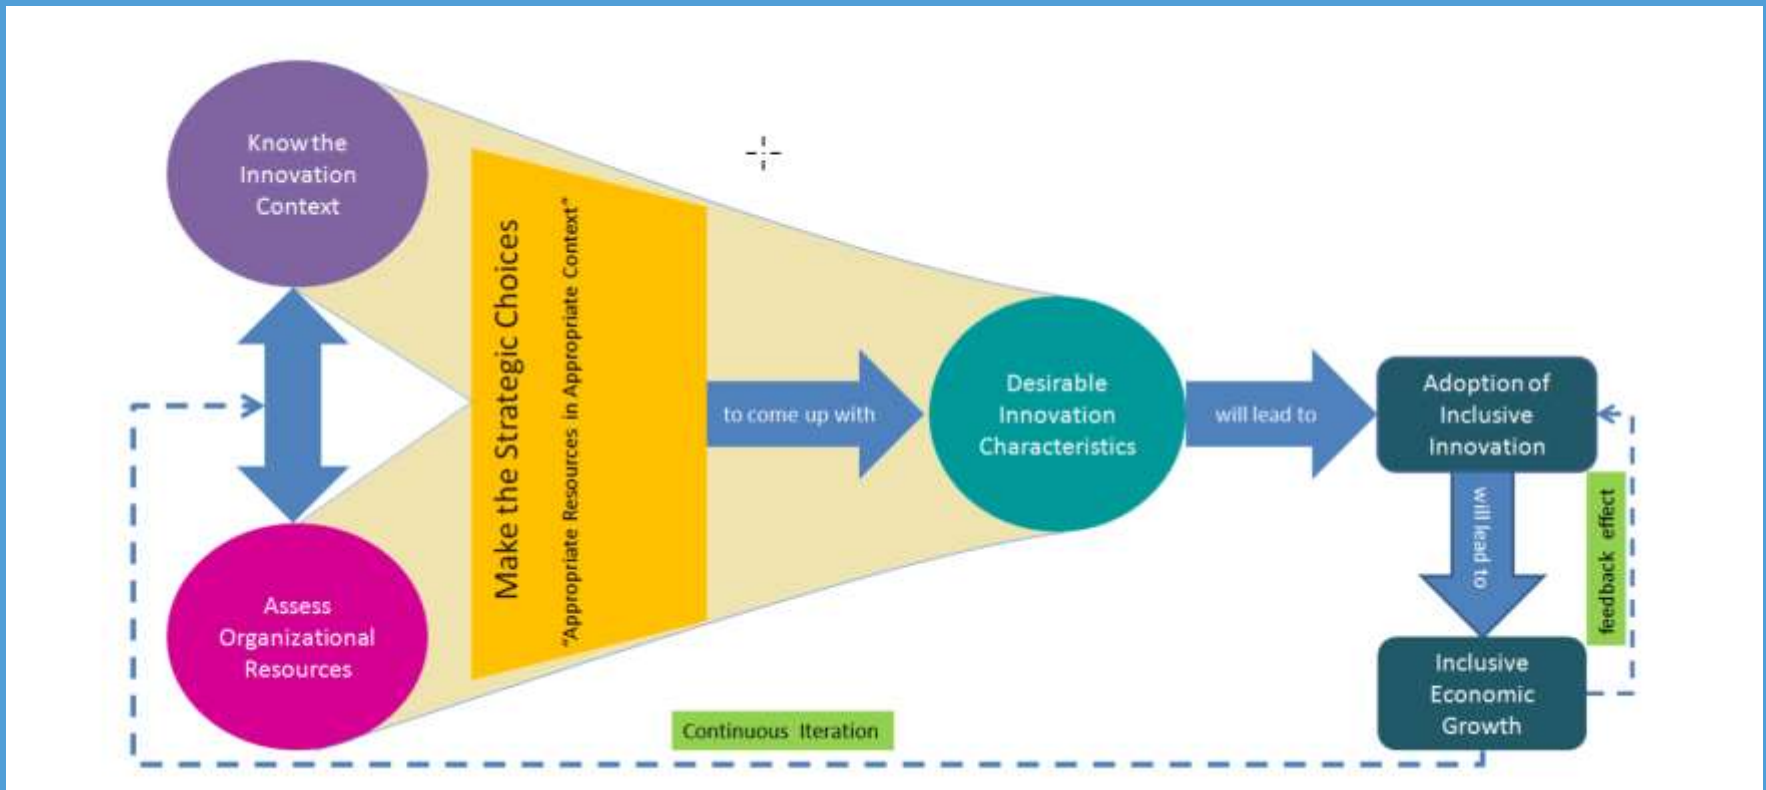 Know the
Innovation
Context
Assess
Organizational
Resources
Make the Strategic Choices
"Appropriate Resources in Appropriate Context"
to come up with
Desirable
Innovation
Characteristics
will lead to
Adoption of
Inclusive
Innovation
will lead to
feedback effect
Inclusive
Economic
Growth
Continuous Iteration